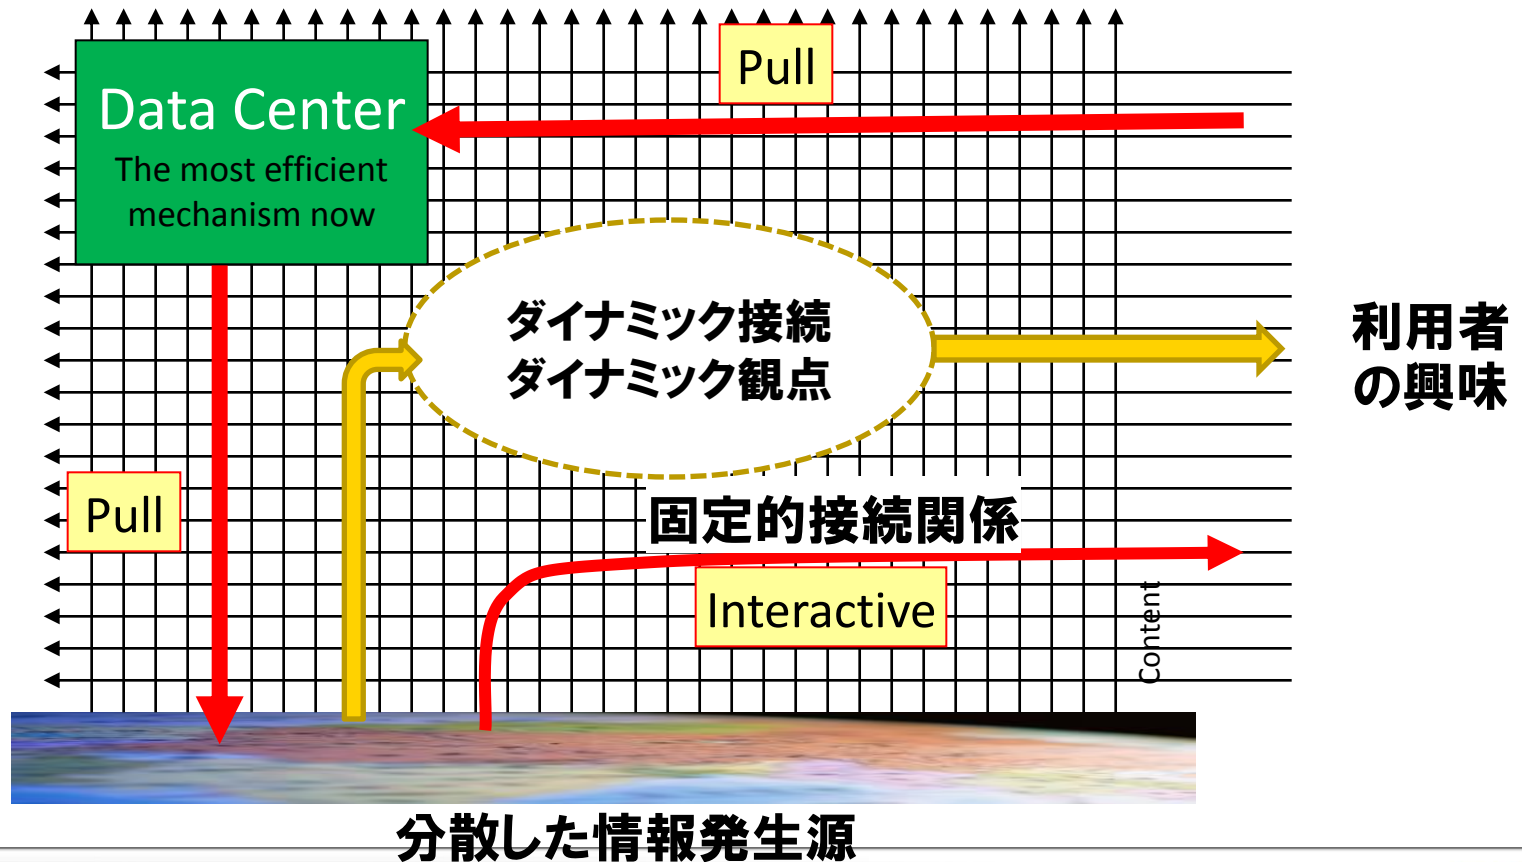 Pull
Data Center
The most efficient
mechanism now
ダイナミック接続
ダイナミック観点
利用者
の興味
Pull
固定的接続関係
Interactive
Content
分散した情報発生源